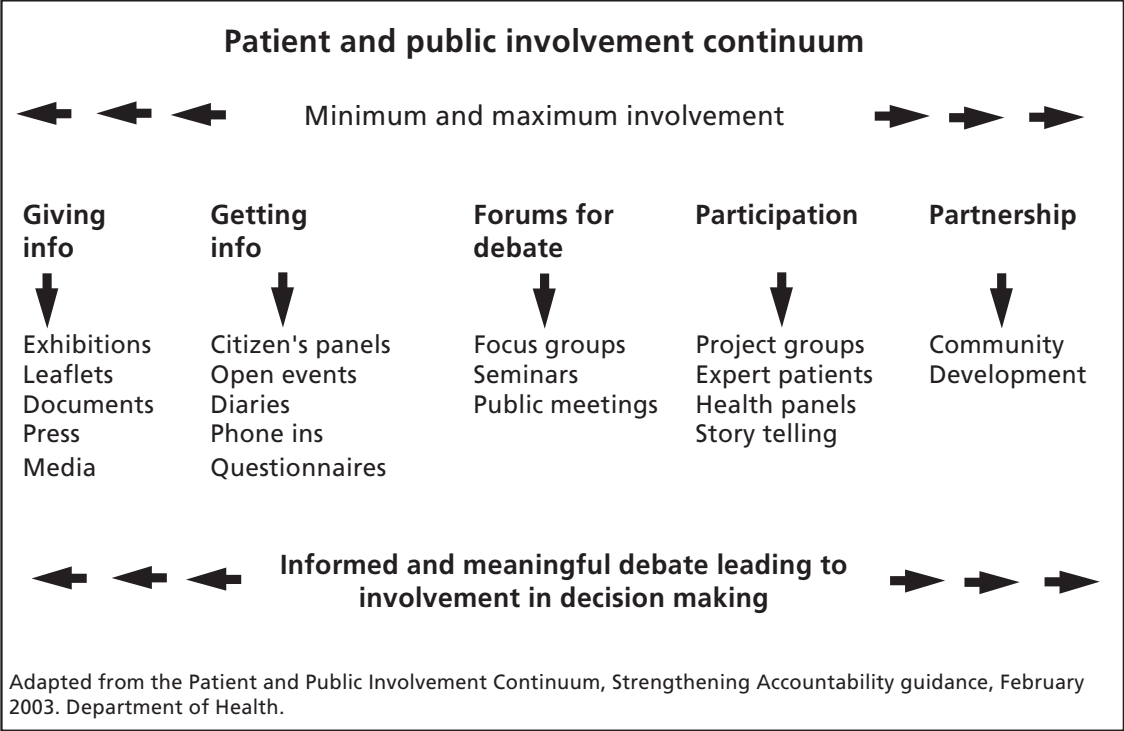 Patient and public involvement continuum
Minimum and maximum involvement
Giving
info
Exhibitions
Leaflets
Documents
Press
Media
Getting
info
Citizen's panels
Open events
Diaries
Phone ins
Questionnaires
Forums for
debate
Focus groups
Seminars
Public meetings
Participation
Project groups
Expert patients
Health panels
Story telling
Partnership
Community
Development
Informed and meaningful debate leading to
involvement in decision making
Adapted from the Patient and Public Involvement Continuum, Strengthening Accountability guidance, February
2003. Department of Health.